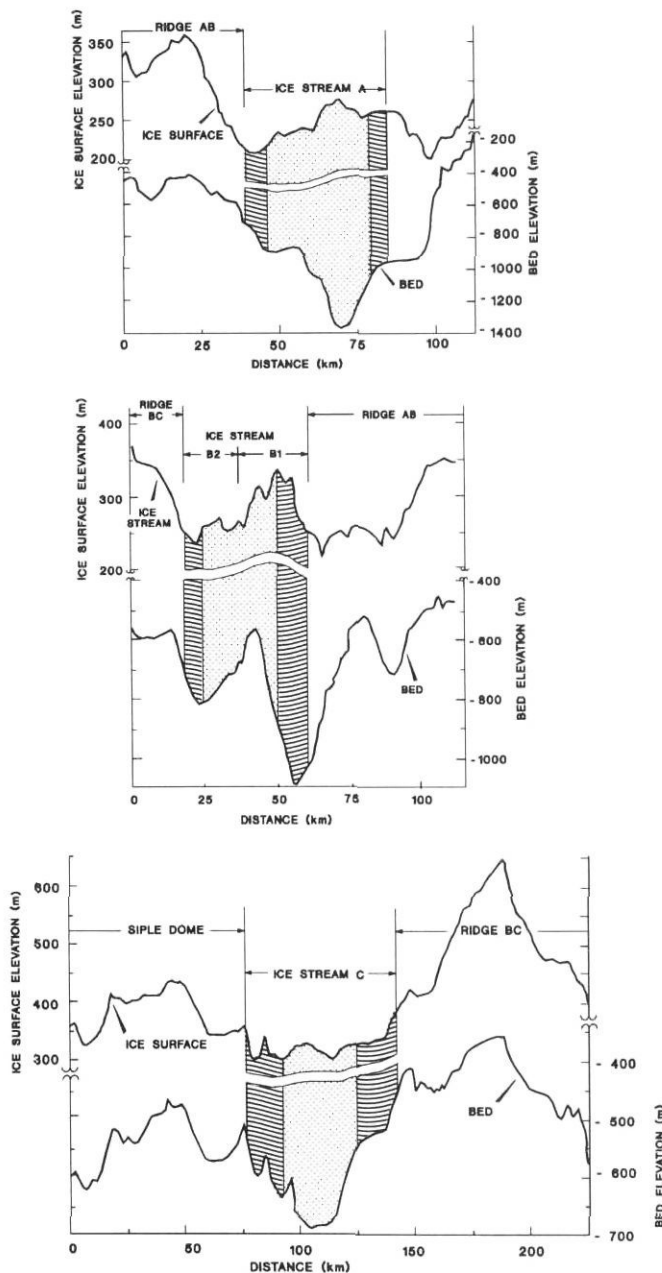 RIDGE AB
ICE STREAM A
ICE SURFACE
BED
ICE SURFACE ELEVATION (m)
350
300
250
200
BED ELEVATION (m)
- 200
- 400
- 600
- 800
- 1000
- 1200
- 1400
0 25 50 75 100
DISTANCE (km)
RIDGE
BC
ICE STREAM
B2 B1
RIDGE AB
ICE
STREAM
BED
ICE SURFACE ELEVATION (m)
400
300
200
BED ELEVATION (m)
- 400
- 600
- 800
- 1000
0 25 50 75 100
DISTANCE (km)
SIPLE DOME
ICE STREAM C
RIDGE BC
ICE SURFACE
BED
ICE SURFACE ELEVATION (m)
600
500
450
400
300
BED ELEVATION (m)
- 400
- 500
- 600
- 700
0 50 100 150 200
DISTANCE (km)